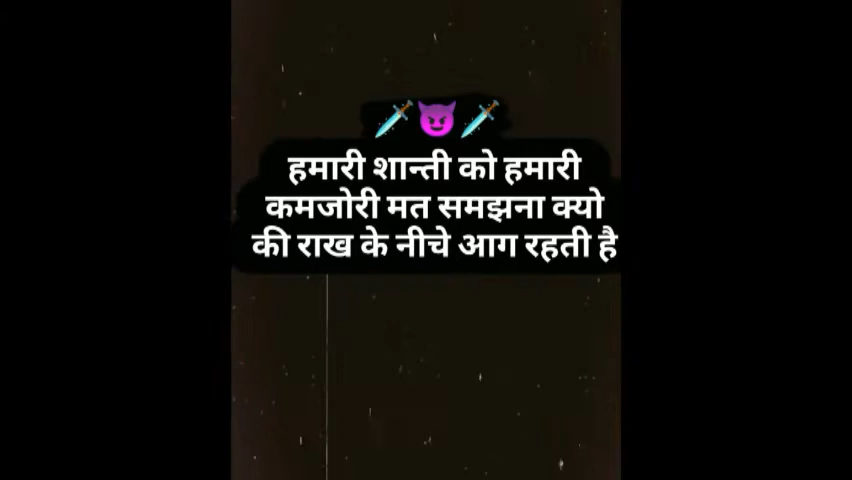 🗡️😈🗡️
हमारी शान्ती को हमारी
कमजोरी मत समझना क्यो
की राख के नीचे आग रहती है